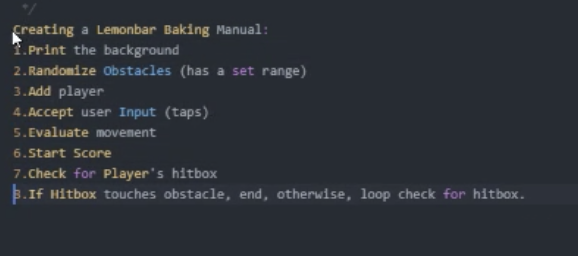 */
Creating a Lemonbar Baking Manual:
1.Print the background
2.Randomize Obstacles (has a set range)
3.Add player
4.Accept user Input (taps)
5.Evaluate movement
6.Start Score
7.Check for Player's hitbox
8.If Hitbox touches obstacle, end, otherwise, loop check for hitbox.